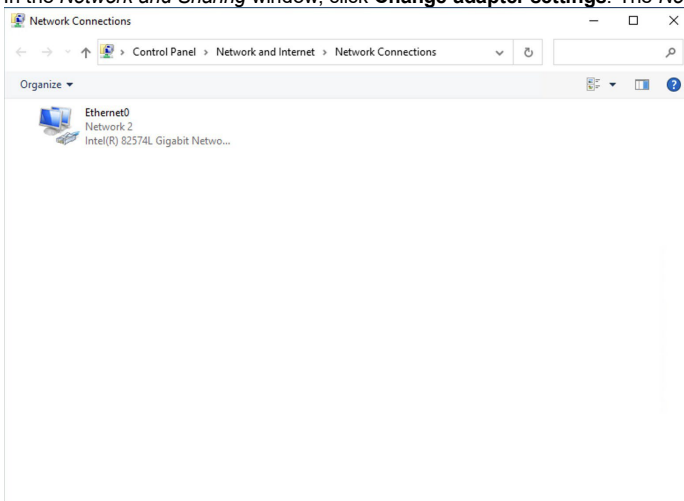 In the Network and Sharing window, click Change adapter settings. The Ne
Network Connections
Control Panel > Network and Internet > Network Connections
Organize
Ethernet0
Network 2
Intel(R) 82574L Gigabit Netwo...